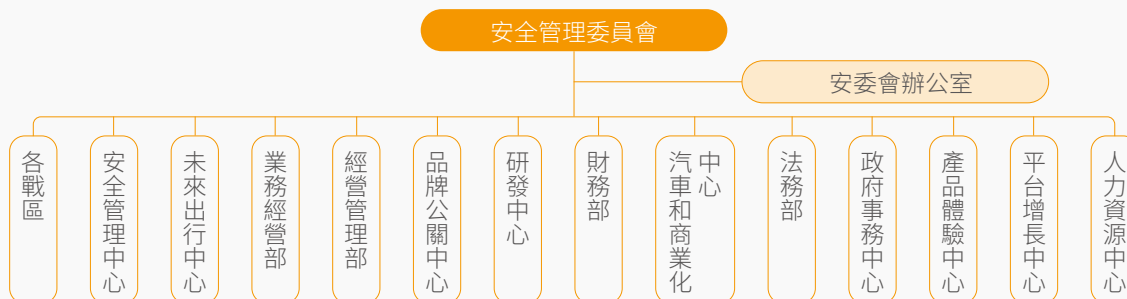 安全管理委員會
安委會辦公室
各戰區
安全管理中心
未來出行中心
業務經營部
經營管理部
品牌公關中心
研發中心
財務部
汽車和商業化
中心
法務部
政府事務中心
產品體驗中心
平台增長中心
人力資源中心